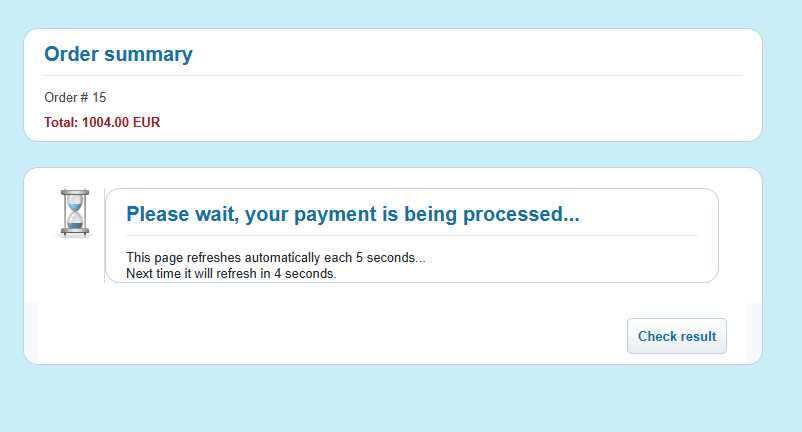 Order summary
Order # 15
Total: 1004.00 EUR
Please wait, your payment is being processed...
This page refreshes automatically each 5 seconds...
Next time it will refresh in 4 seconds.
Check result